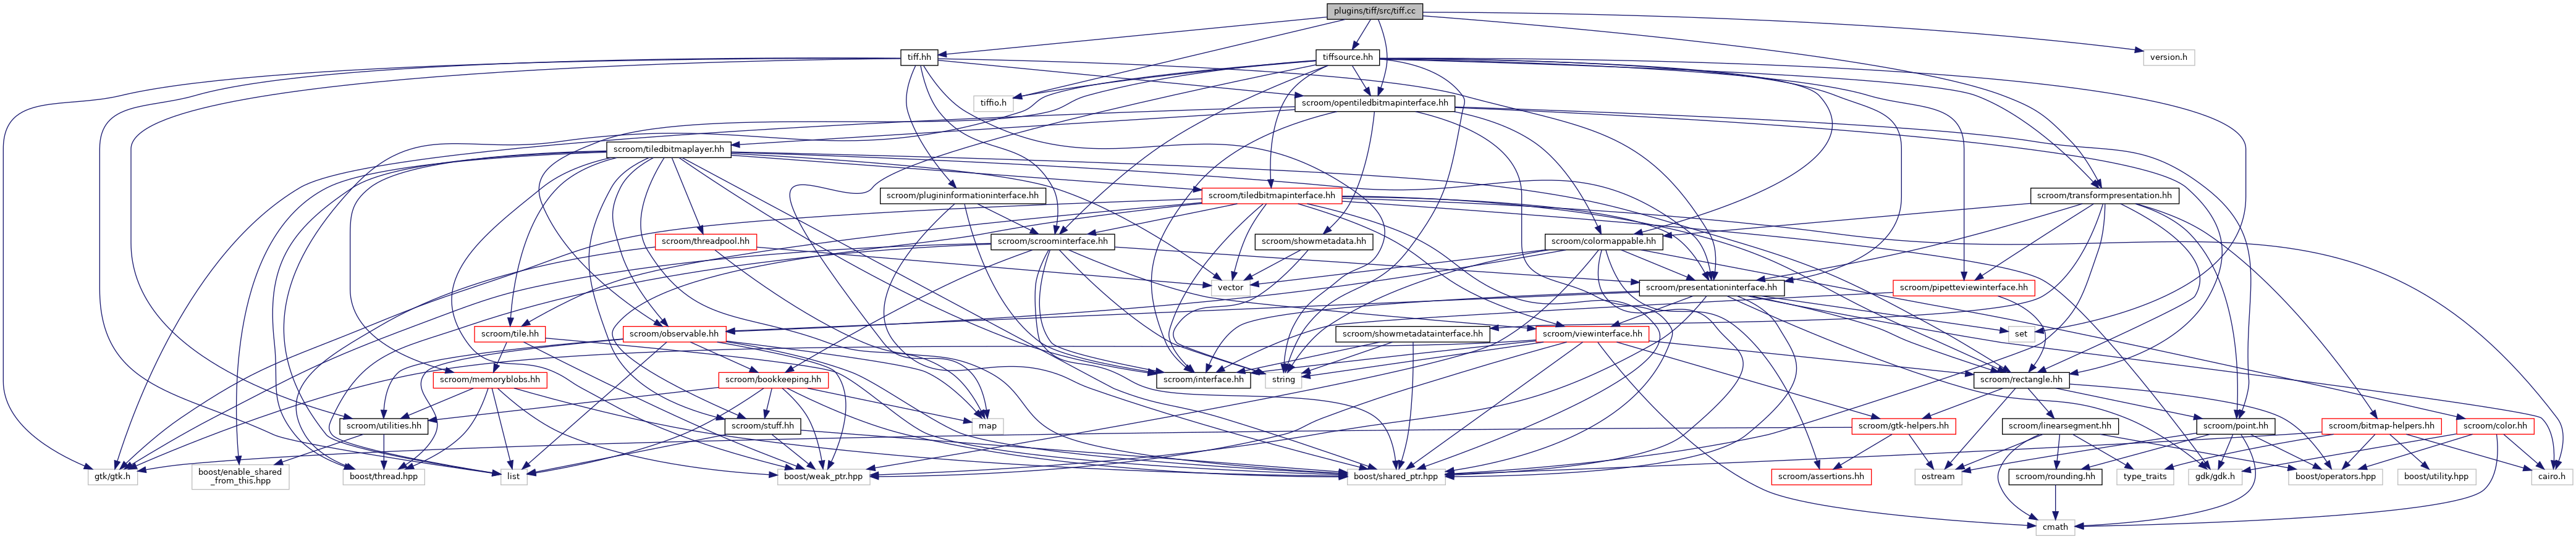 plugins/tiff/src/tiff.cc
tiff.hh
tiffsource.hh
version.h
tiffio.h
scroom/opentiledbitmapinterface.hh
scroom/tiledbitmaplayer.hh
scroom/plugininformationinterface.hh
scroom/tiledbitmapinterface.hh
scroom/transformpresentation.hh
scroom/threadpool.hh
scroom/scroominterface.hh
scroom/showmetadata.hh
scroom/colormappable.hh
vector
scroom/presentationinterface.hh
scroom/pipetteviewinterface.hh
scroom/tile.hh
scroom/observable.hh
scroom/showmetadatainterface.hh
scroom/viewinterface.hh
set
scroom/memoryblobs.hh
scroom/bookkeeping.hh
scroom/interface.hh
string
scroom/rectangle.hh
scroom/utilities.hh
scroom/stuff.hh
map
scroom/gtk-helpers.hh
scroom/linearsegment.hh
scroom/point.hh
scroom/bitmap-helpers.hh
scroom/color.hh
gtk/gtk.h
boost/enable_shared
_from_this.hpp
boost/thread.hpp
list
boost/weak_ptr.hpp
boost/shared_ptr.hpp
scroom/assertions.hh
ostream
scroom/rounding.hh
type_traits
gdk/gdk.h
boost/operators.hpp
boost/utility.hpp
cairo.h
cmath